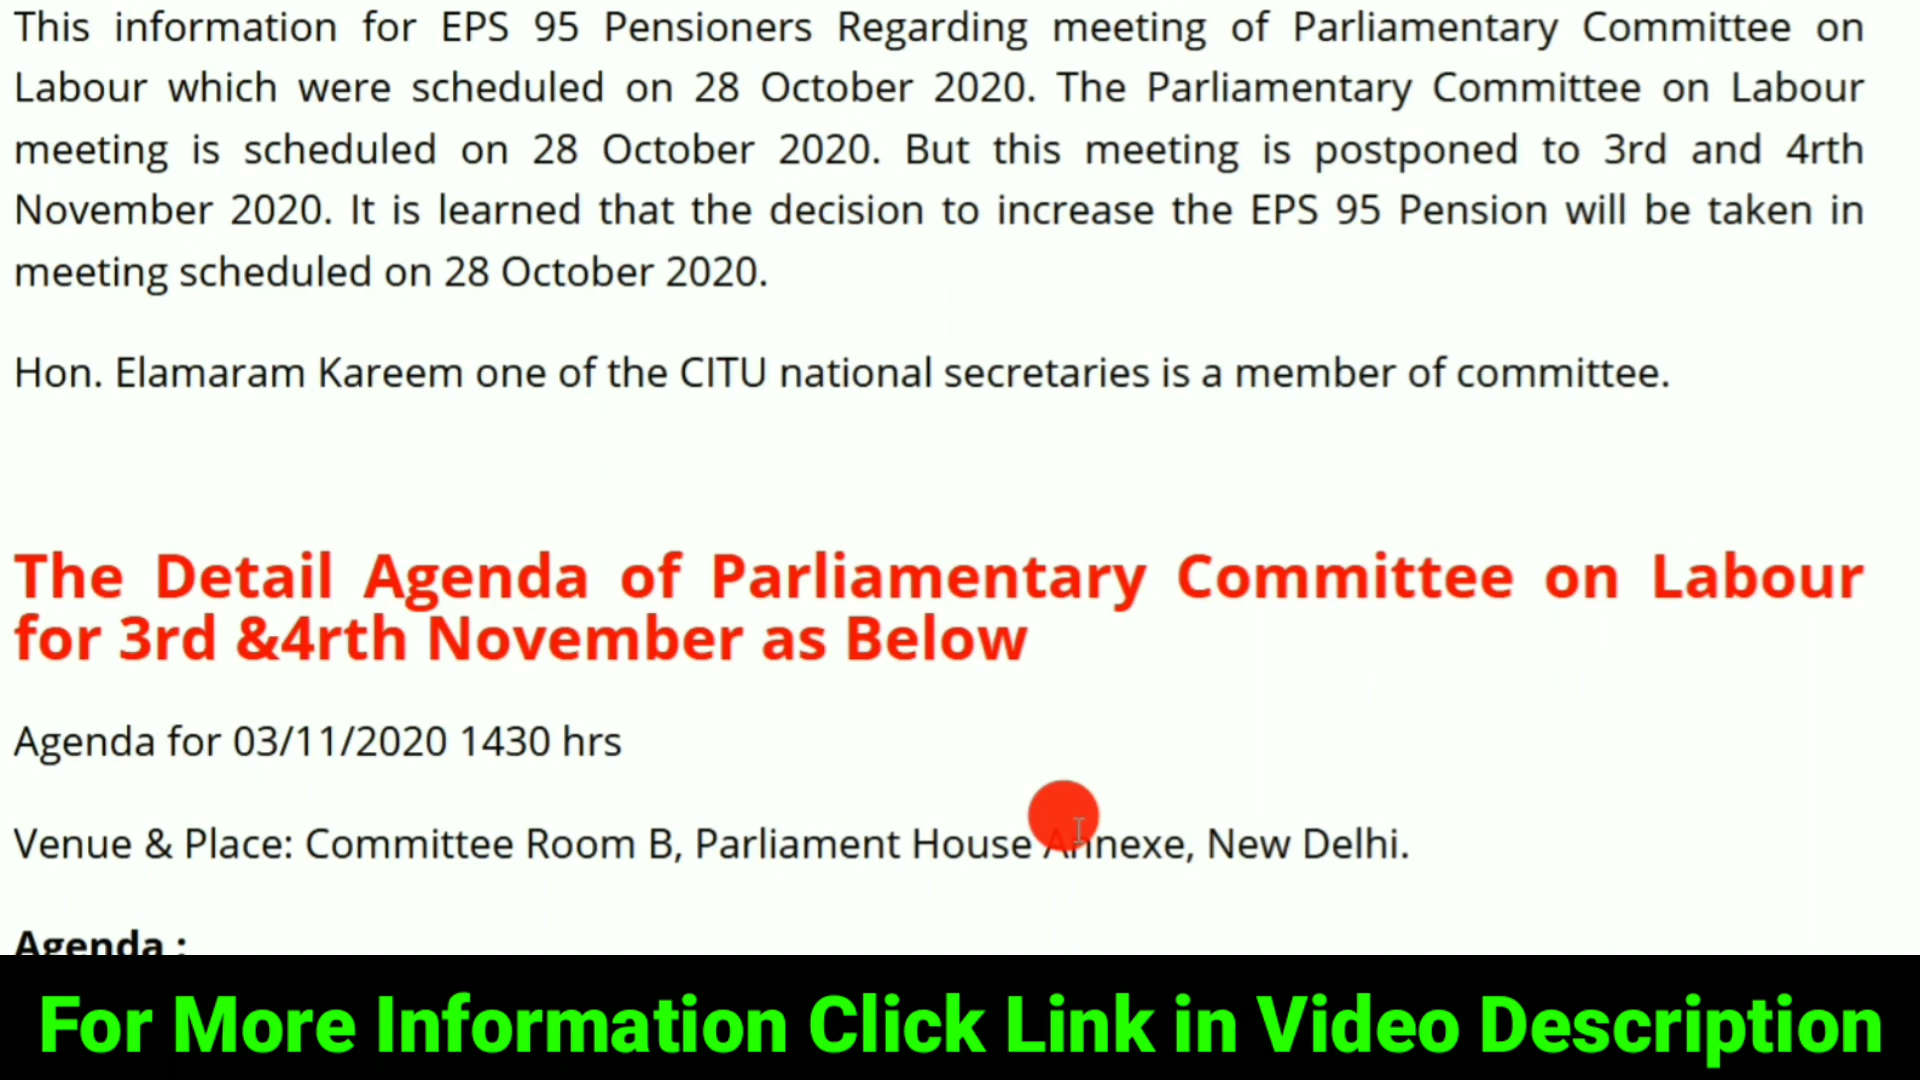 This information for EPS 95 Pensioners Regarding meeting of Parliamentary Committee on
Labour which were scheduled on 28 October 2020. The Parliamentary Committee on Labour
meeting is scheduled on 28 October 2020. But this meeting is postponed to 3rd and 4rth
November 2020. It is learned that the decision to increase the EPS 95 Pension will be taken in
meeting scheduled on 28 October 2020.
Hon. Elamaram Kareem one of the CITU national secretaries is a member of committee.
The Detail Agenda of Parliamentary Committee on Labour
for 3rd &4rth November as Below
Agenda for 03/11/2020 1430 hrs
Venue & Place: Committee Room B, Parliament House Annexe, New Delhi.
Agenda :
For More Information Click Link in Video Description